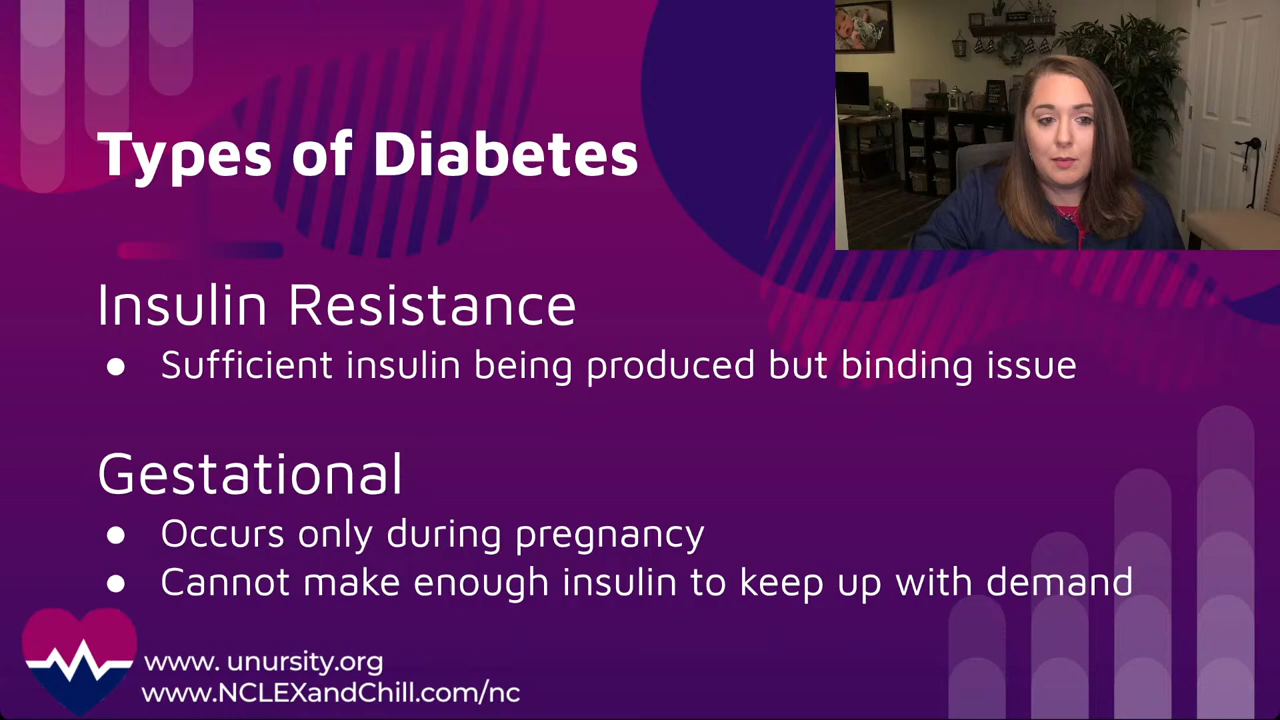 Types of Diabetes
Insulin Resistance
● Sufficient insulin being produced but binding issue
Gestational
● Occurs only during pregnancy
● Cannot make enough insulin to keep up with demand
www. unursity.org
www.NCLEXandChill.com/nc